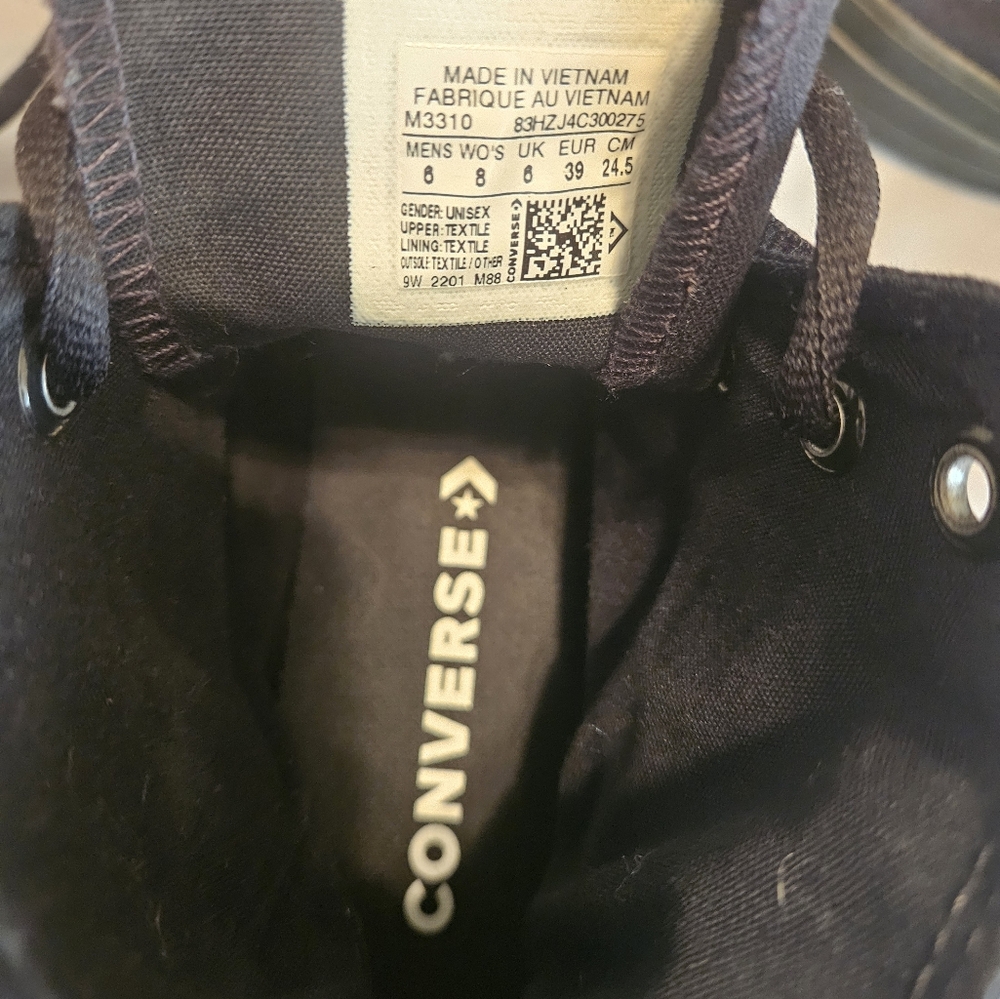 MADE IN VIETNAM
FABRIQUE AU VIETNAM
M3310 83HZJ4C300275
MENS WO'S UK EUR CM
6 8 6 39 24.5
GENDER: UNISEX
UPPER: TEXTILE
LINING: TEXTILE
OUTSOLE: TEXTILE / OTHER
9W 2201 M88
CONVERSE
CONVERSE